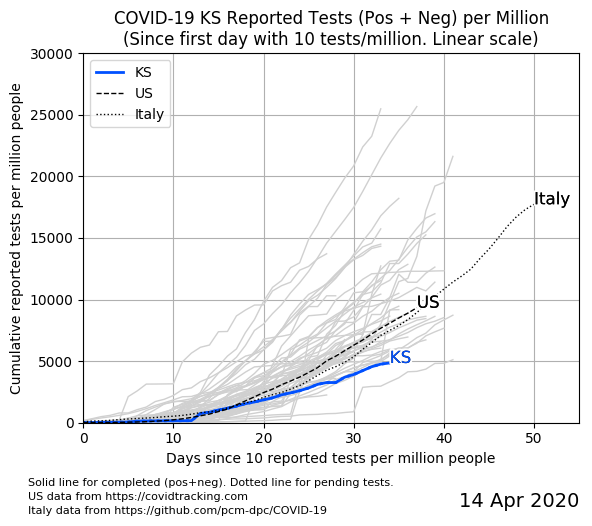 COVID-19 KS Reported Tests (Pos + Neg) per Million
(Since first day with 10 tests/million. Linear scale)
Cumulative reported tests per million people
30000
25000
20000
15000
10000
5000
0
KS
US
Italy
Italy
US
KS
0 10 20 30 40 50
Days since 10 reported tests per million people
Solid line for completed (pos+neg). Dotted line for pending tests.
US data from https://covidtracking.com
Italy data from https://github.com/pcm-dpc/COVID-19
14 Apr 2020